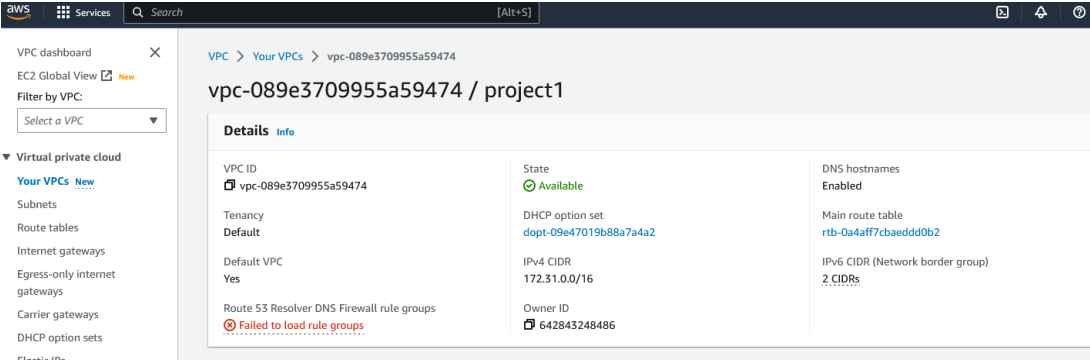 aws Services Search [Alt+S]
VPC dashboard
EC2 Global View New
Filter by VPC:
Select a VPC
Virtual private cloud
Your VPCs New
Subnets
Route tables
Internet gateways
Egress-only internet
gateways
Carrier gateways
DHCP option sets
Elastic IPs
VPC > Your VPCs > vpc-089e3709955a59474
vpc-089e3709955a59474 / project1
Details Info
VPC ID
vpc-089e3709955a59474
Tenancy
Default
Default VPC
Yes
Route 53 Resolver DNS Firewall rule groups
Failed to load rule groups
State
Available
DHCP option set
dopt-09e47019b88a7a4a2
IPv4 CIDR
172.31.0.0/16
Owner ID
642843248486
DNS hostnames
Enabled
Main route table
rtb-0a4aff7cbaeddd0b2
IPv6 CIDR (Network border group)
2 CIDRs